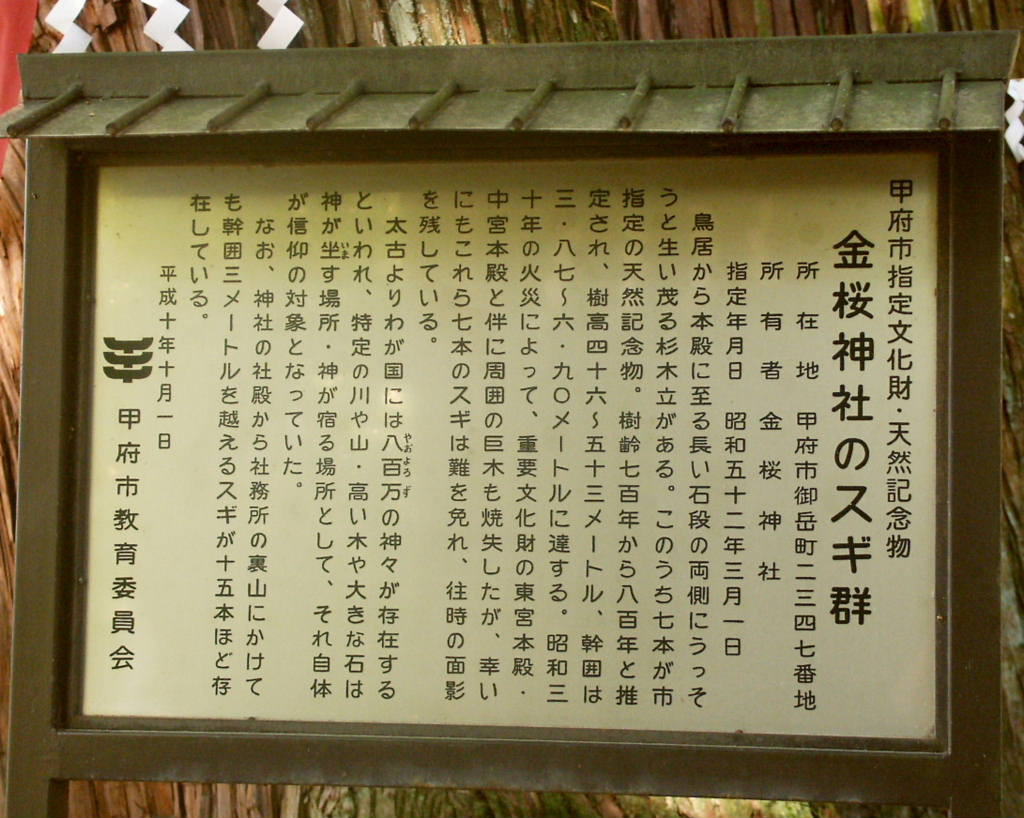 甲府市指定文化財・天然記念物
金桜神社のスギ群
所在地 甲府市御岳町二三四七番地
所有者 金桜神社
指定年月日 昭和五十二年三月一日
鳥居から本殿に至る長い石段の両側にうっそ
うと生い茂る杉木立がある。このうち七本が市
指定の天然記念物。樹齢七百年から八百年と推
定され、樹高四十六〜五十三メートル、幹囲は
三・八七〜六・九〇メートルに達する。昭和三
十年の火災によって、重要文化財の東宮本殿・
中宮本殿と伴に周囲の巨木も焼失したが、幸い
にもこれら七本のスギは難を免れ、往時の面影
を残している。
太古よりわが国には八百万の神々が存在する
やおよろず
といわれ、特定の川や山・高い木や大きな石は
神が坐す場所・神が宿る場所として、それ自体
いま
が信仰の対象となっていた。
なお、神社の社殿から社務所の裏山にかけて
も幹囲三メートルを越えるスギが十五本ほど存
在している。
平成十年十月一日
甲府市教育委員会